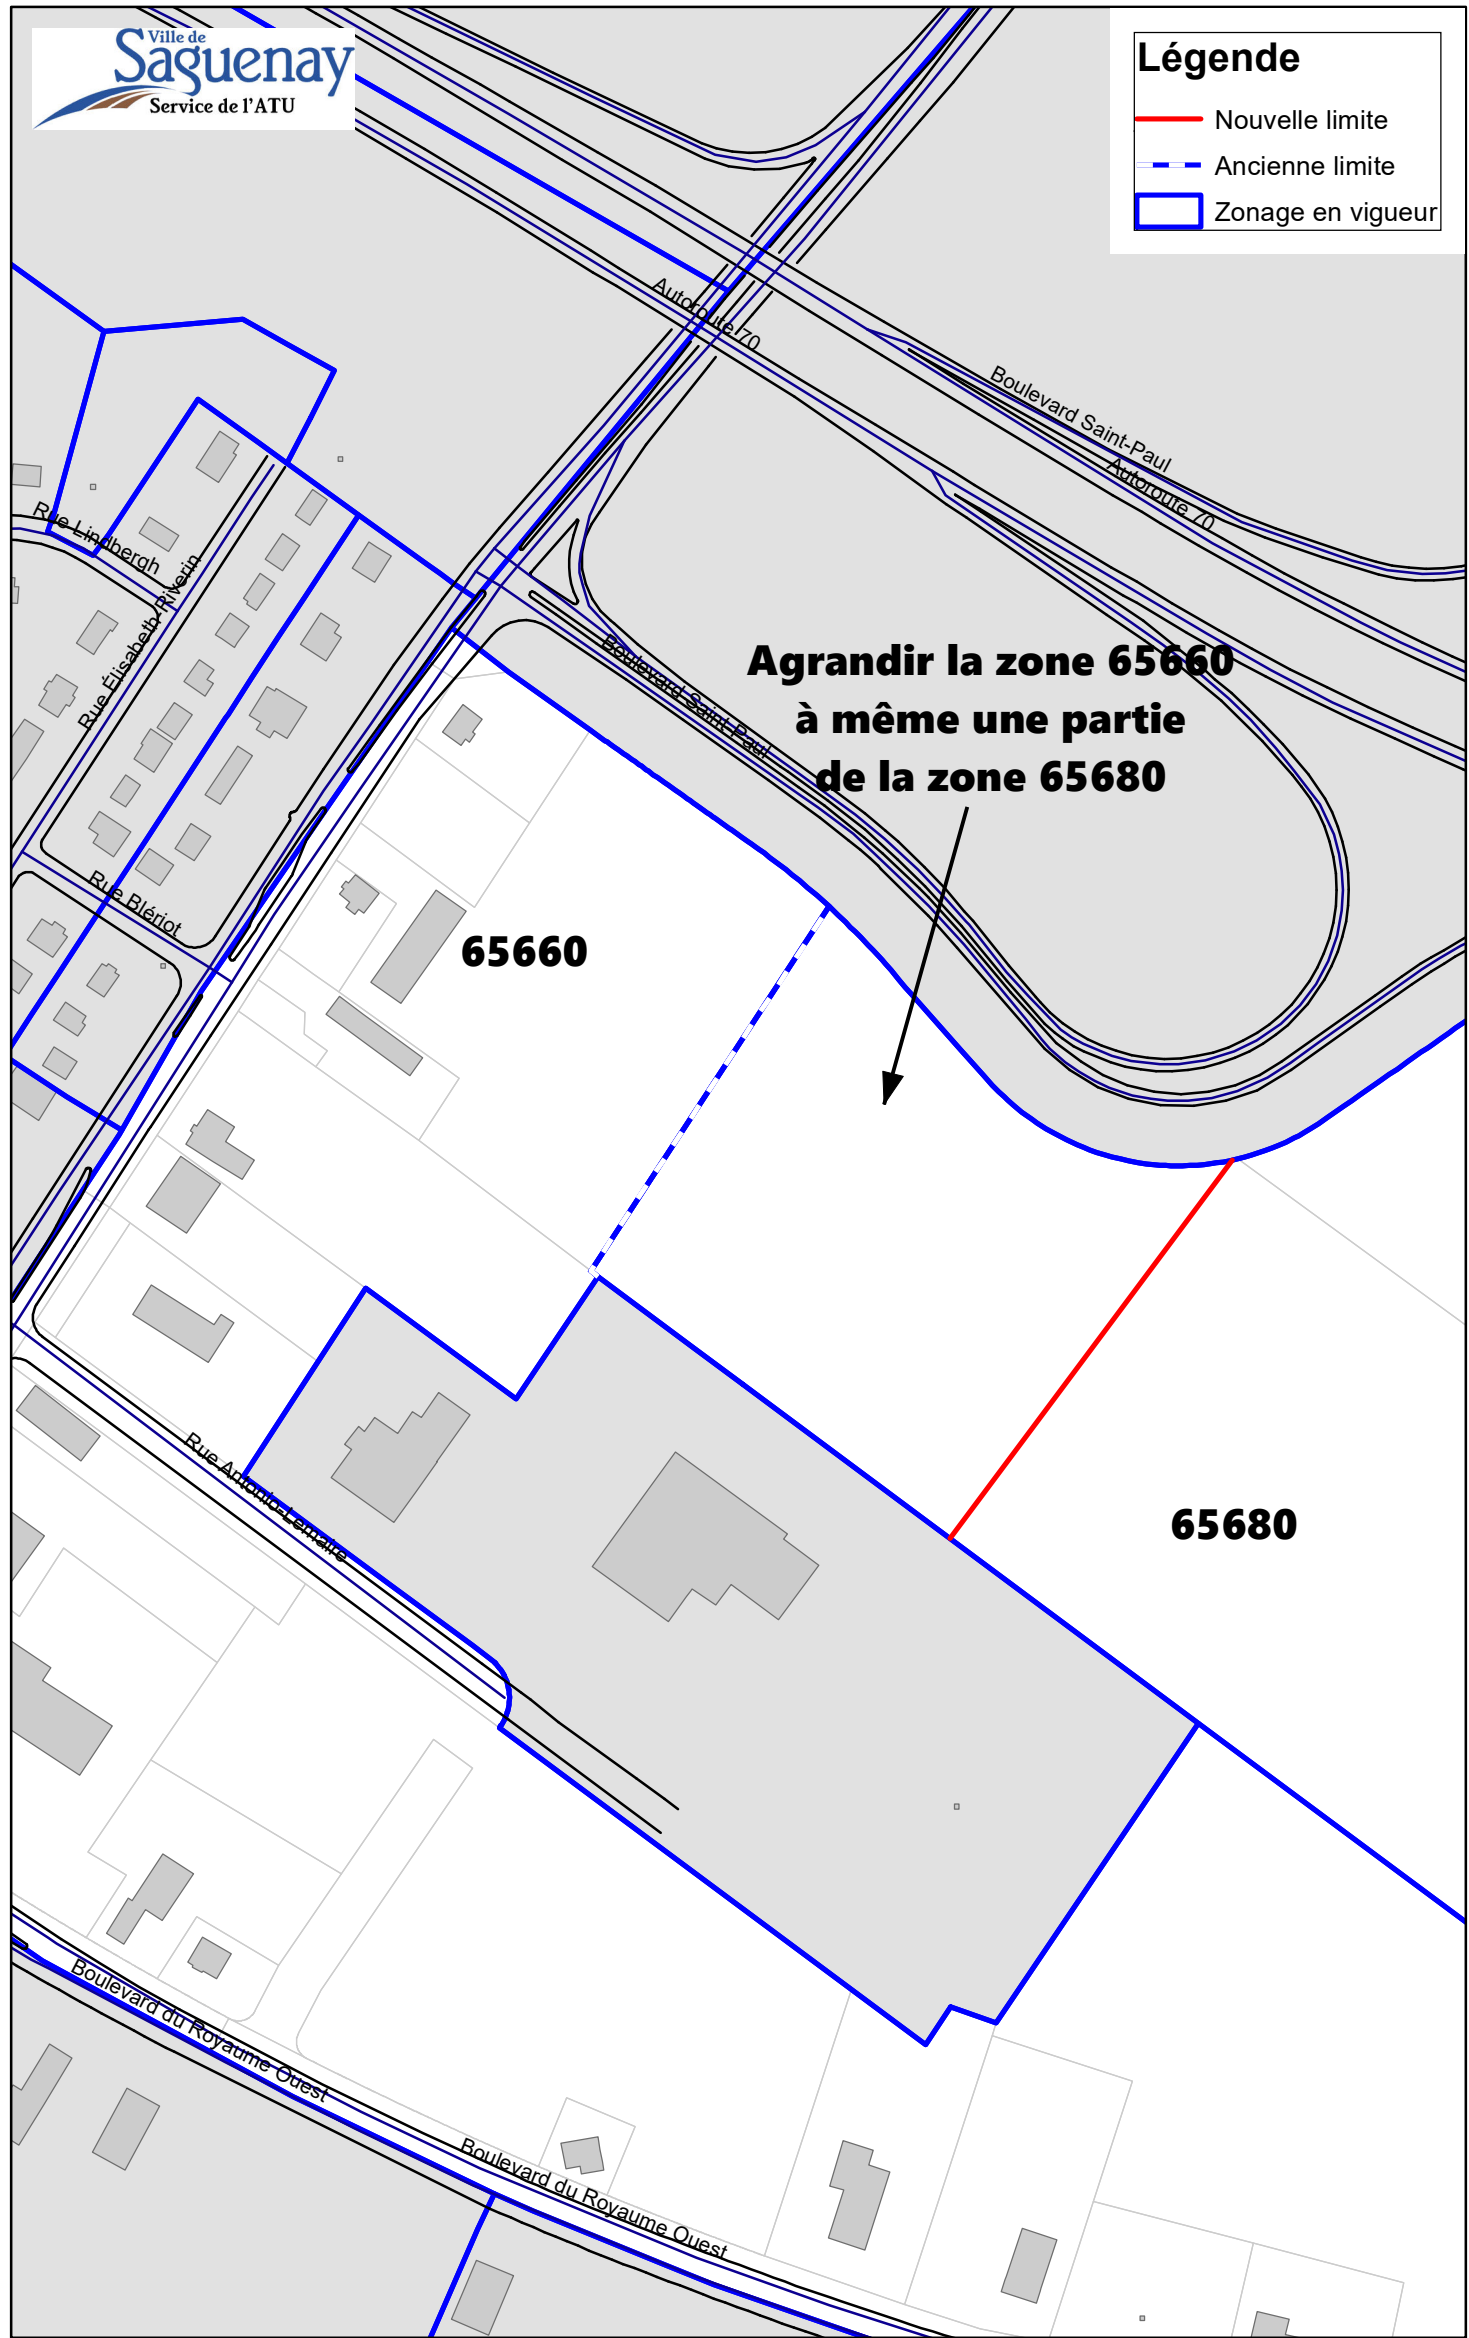 Ville de
Saguenay
Service de l'ATU
Légende
Nouvelle limite
Ancienne limite
Zonage en vigueur
Autoroute 70
Boulevard Saint-Paul
Autoroute 70
Rue Lindbergh
Rue Élisabeth-Riverin
Boulevard Saint-Paul
Agrandir la zone 65660
à même une partie
de la zone 65680
Rue Blériot
65660
Rue Antonio-Lemaire
65680
Boulevard du Royaume Ouest
Boulevard du Royaume Ouest